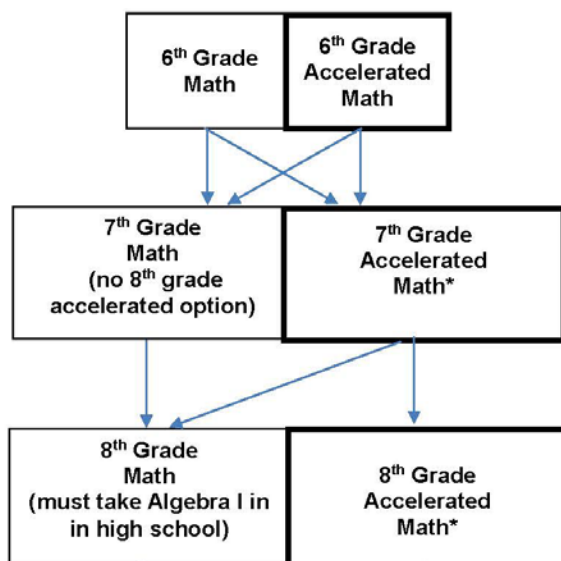 6th Grade
Math
6th Grade
Accelerated
Math
7th Grade
Math
(no 8th grade
accelerated option)
7th Grade
Accelerated
Math*
8th Grade
Math
(must take Algebra I in
in high school)
8th Grade
Accelerated
Math*